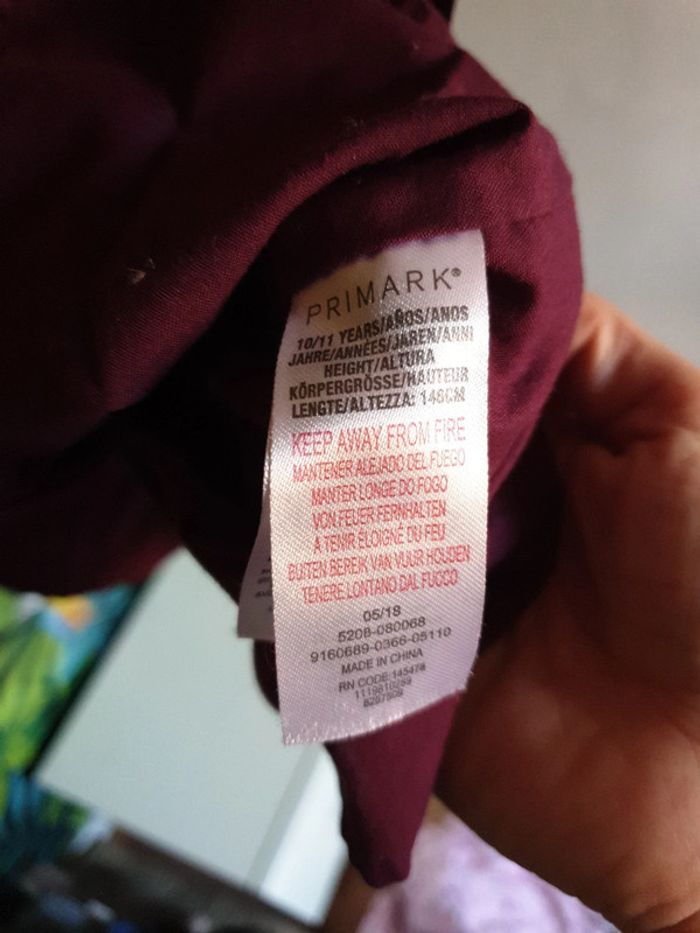 PRIMARK®
10/11 YEARS/AÑOS/ANOS
JAHRE/ANNÉES/JAREN/ANNI
HEIGHT/ALTURA
KÖRPERGRÖSSE/HAUTEUR
LENGTE/ALTEZZA: 146CM
KEEP AWAY FROM FIRE
MANTENER ALEJADO DEL FUEGO
MANTER LONGE DO FOGO
VON FEUER FERNHALTEN
A TENIR ÉLOIGNÉ DU FEU
BUITEN BEREIK VAN VUUR HOUDEN
TENERE LONTANO DAL FUOCO
05/18
5208-080068
9160689-0366-05110
MADE IN CHINA
RN CODE:145478